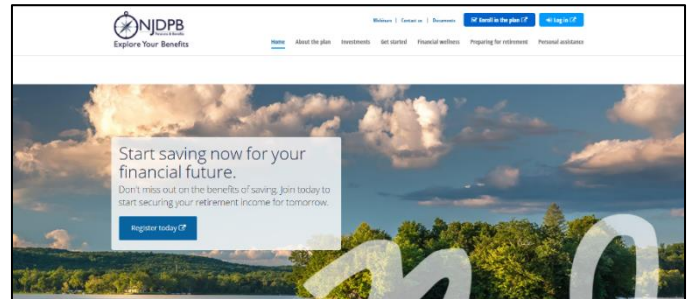 NJDPB
Pensions & Benefits
Explore Your Benefits
Webinars | Contact us | Documents
Enroll in the plan
Log in
Home About the plan Investments Get started Financial wellness Preparing for retirement Personal assistance
Start saving now for your
financial future.
Don't miss out on the benefits of saving. Join today to
start securing your retirement income for tomorrow.
Register today